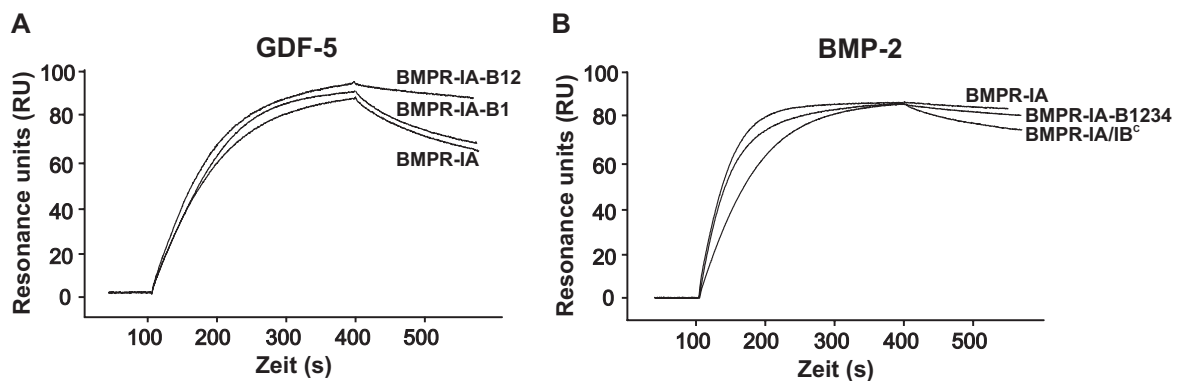 A
GDF-5
Resonance units (RU)
100
80
60
40
20
0
BMPR-IA-B12
BMPR-IA-B1
BMPR-IA
100
200
300
400
500
Zeit (s)
B
BMP-2
Resonance units (RU)
100
80
60
40
20
0
BMPR-IA
BMPR-IA-B1234
BMPR-IA/IBᶜ
100
200
300
400
500
Zeit (s)